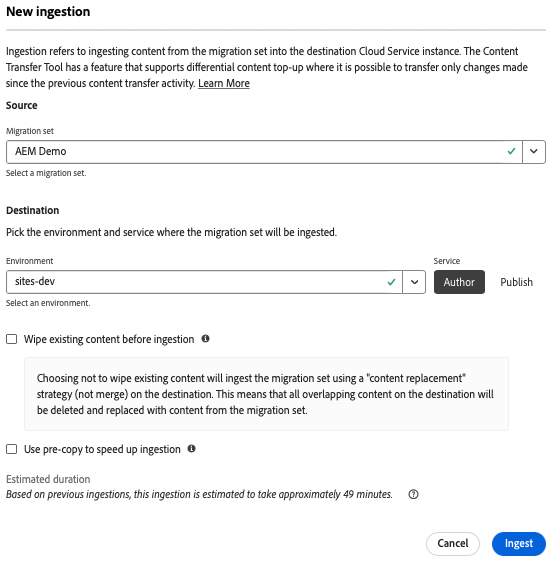 New ingestion
Ingestion refers to ingesting content from the migration set into the destination Cloud Service instance. The Content
Transfer Tool has a feature that supports differential content top-up where it is possible to transfer only changes made
since the previous content transfer activity. Learn More
Source
Migration set
AEM Demo
Select a migration set.
Destination
Pick the environment and service where the migration set will be ingested.
Environment
Service
sites-dev
Author
Publish
Select an environment.
Wipe existing content before ingestion
Choosing not to wipe existing content will ingest the migration set using a "content replacement"
strategy (not merge) on the destination. This means that all overlapping content on the destination will
be deleted and replaced with content from the migration set.
Use pre-copy to speed up ingestion
Estimated duration
Based on previous ingestions, this ingestion is estimated to take approximately 49 minutes.
Cancel
Ingest